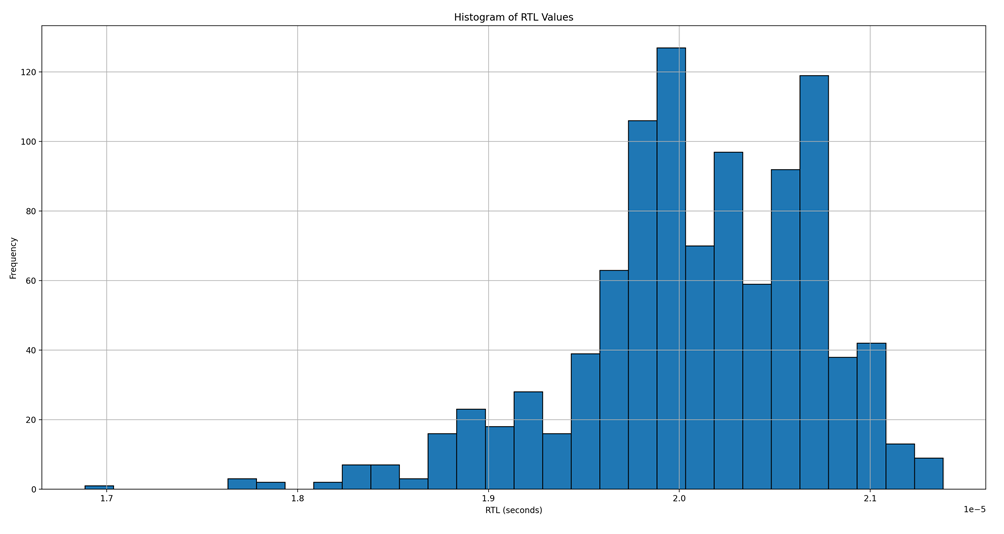 Histogram of RTL Values
Frequency
120
100
80
60
40
20
0
1.7 1.8 1.9 2.0 2.1
1e−5
RTL (seconds)